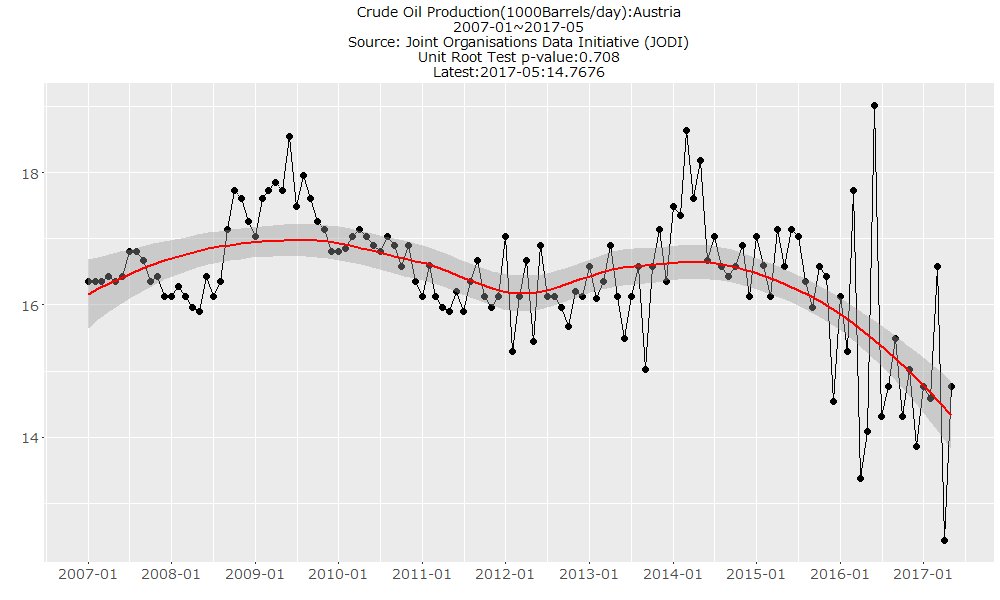 Crude Oil Production(1000Barrels/day):Austria
2007-01~2017-05
Source: Joint Organisations Data Initiative (JODI)
Unit Root Test p-value:0.708
Latest:2017-05:14.7676
18
16
14
2007-01 2008-01 2009-01 2010-01 2011-01 2012-01 2013-01 2014-01 2015-01 2016-01 2017-01